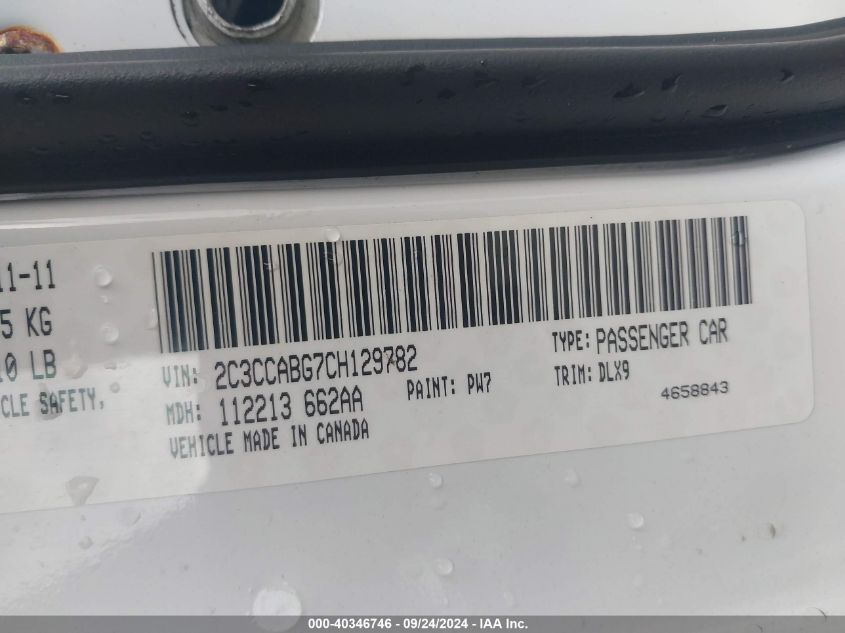 11-11
5 KG
10 LB
CLE SAFETY,
VIN: 2C3CCABG7CH129782
TYPE: PASSENGER CAR
MDH: 112213 662AA
PAINT: PW7
TRIM: DLX9
VEHICLE MADE IN CANADA
4658843
000-40346746 - 09/24/2024 - IAA Inc.